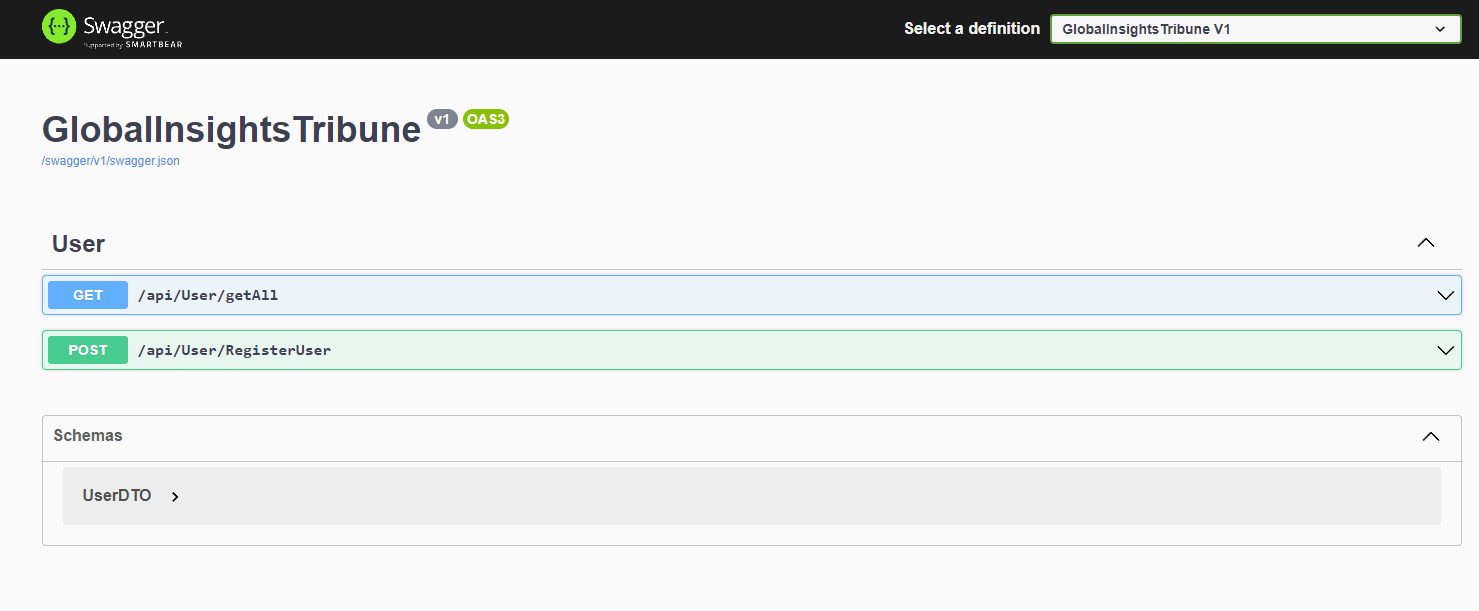 {...} Swagger
Supported by SMARTBEAR
Select a definition
GlobalInsightsTribune V1
GlobalInsightsTribune v1 OAS3
/swagger/v1/swagger.json
User
GET /api/User/getAll
POST /api/User/RegisterUser
Schemas
UserDTO